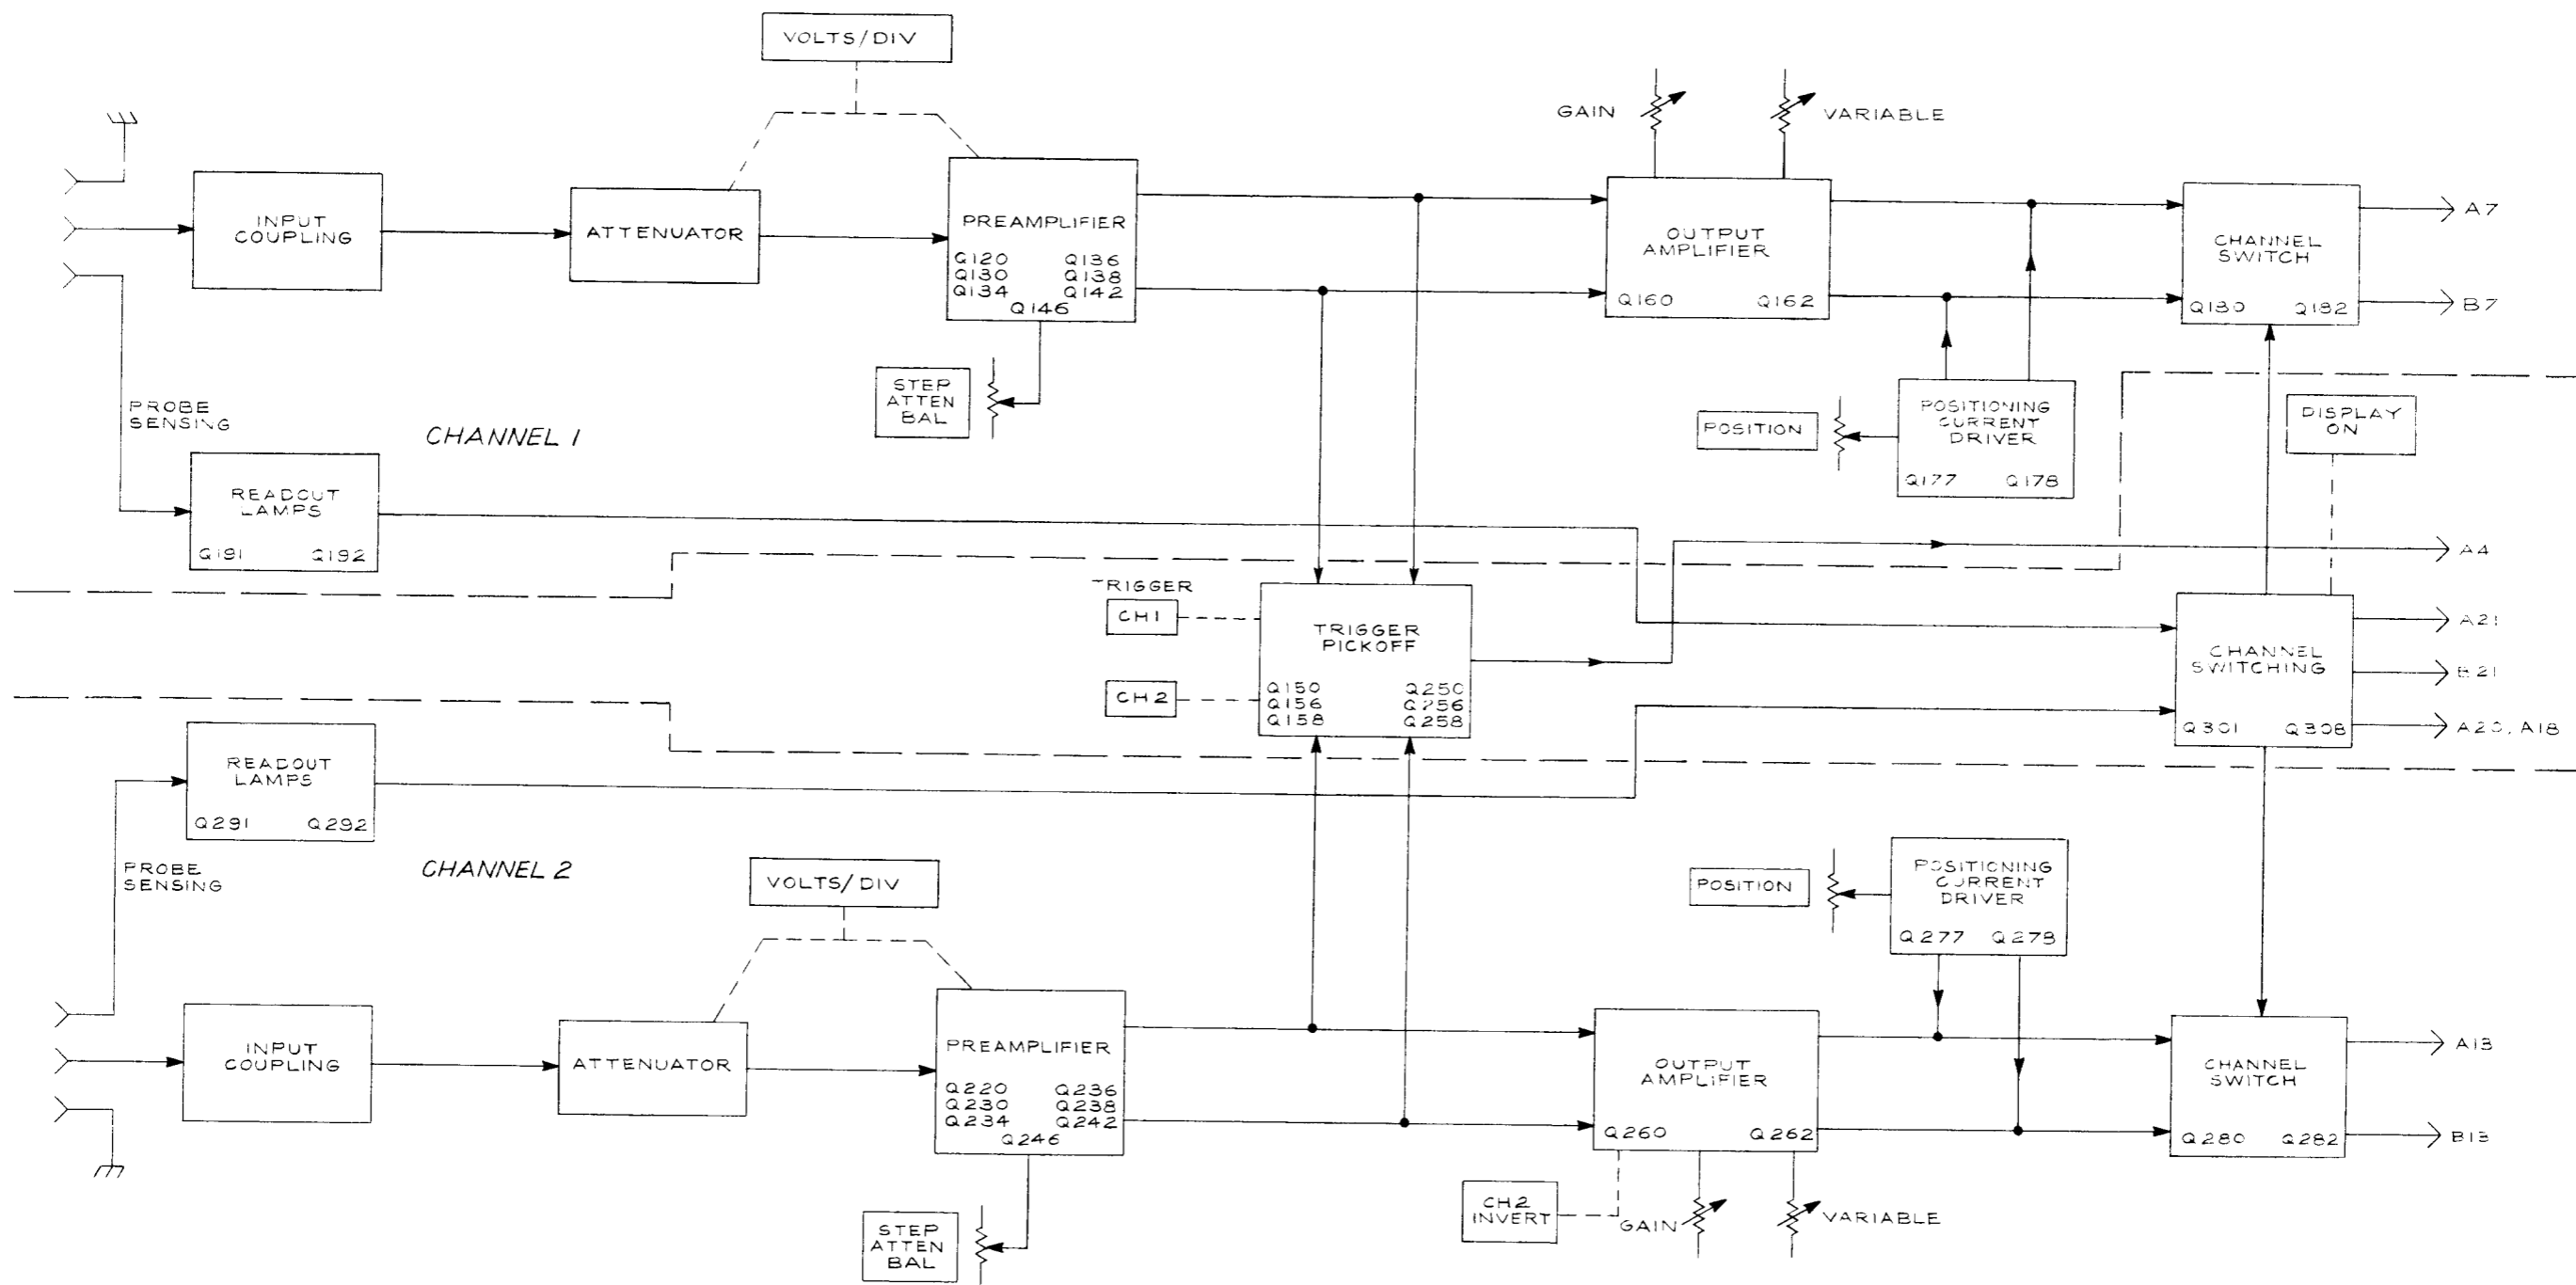 VOLTS/DIV
GAIN
VARIABLE
INPUT
COUPLING
ATTENUATOR
PREAMPLIFIER
Q120 Q136
Q130 Q138
Q134 Q142
Q146
OUTPUT
AMPLIFIER
Q160 Q162
CHANNEL
SWITCH
Q180 Q182
A7
B7
STEP
ATTEN
BAL
PROBE
SENSING
CHANNEL 1
POSITION
POSITIONING
CURRENT
DRIVER
Q177 Q178
DISPLAY
ON
READOUT
LAMPS
Q191 Q192
A4
TRIGGER
CH1
CH2
TRIGGER
PICKOFF
Q150 Q250
Q156 Q256
Q158 Q258
CHANNEL
SWITCHING
Q301 Q308
A21
B21
A20, A18
READOUT
LAMPS
Q291 Q292
PROBE
SENSING
CHANNEL 2
VOLTS/DIV
POSITION
POSITIONING
CURRENT
DRIVER
Q277 Q278
INPUT
COUPLING
ATTENUATOR
PREAMPLIFIER
Q220 Q236
Q230 Q238
Q234 Q242
Q246
OUTPUT
AMPLIFIER
Q260 Q262
CHANNEL
SWITCH
Q280 Q282
A13
B13
STEP
ATTEN
BAL
CH2
INVERT
GAIN
VARIABLE